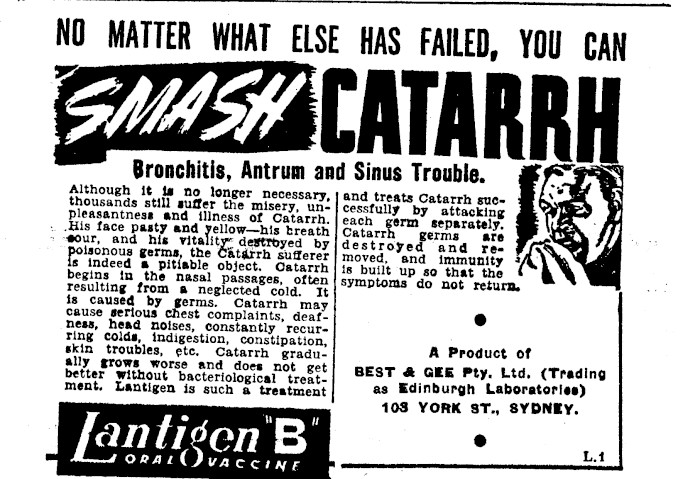 NO MATTER WHAT ELSE HAS FAILED, YOU CAN
SMASH CATARRH
Bronchitis, Antrum and Sinus Trouble.
Although it is no longer necessary,
thousands still suffer the misery, un-
pleasantness and illness of Catarrh.
His face pasty and yellow—his breath
sour, and his vitality destroyed by
poisonous germs, the Catarrh sufferer
is indeed a pitiable object. Catarrh
begins in the nasal passages, often
resulting from a neglected cold. It
is caused by germs. Catarrh may
cause serious chest complaints, deaf-
ness, head noises, constantly recur-
ring colds, indigestion, constipation,
skin troubles, etc. Catarrh gradu-
ally grows worse and does not get
better without bacteriological treat-
ment. Lantigen is such a treatment
and treats Catarrh suc-
cessfully by attacking
each germ separately.
Catarrh germs are
destroyed and re-
moved, and immunity
is built up so that the
symptoms do not return.
A Product of
BEST & GEE Pty. Ltd. (Trading
as Edinburgh Laboratories)
103 YORK ST., SYDNEY.
L.1
Lantigen "B"
ORAL VACCINE